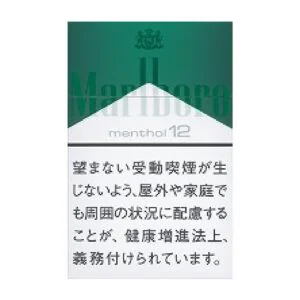 Marlboro
menthol 12
望まない受動喫煙が生
じないよう、屋外や家庭で
も周囲の状況に配慮する
ことが、健康増進法上、
義務付けられています。